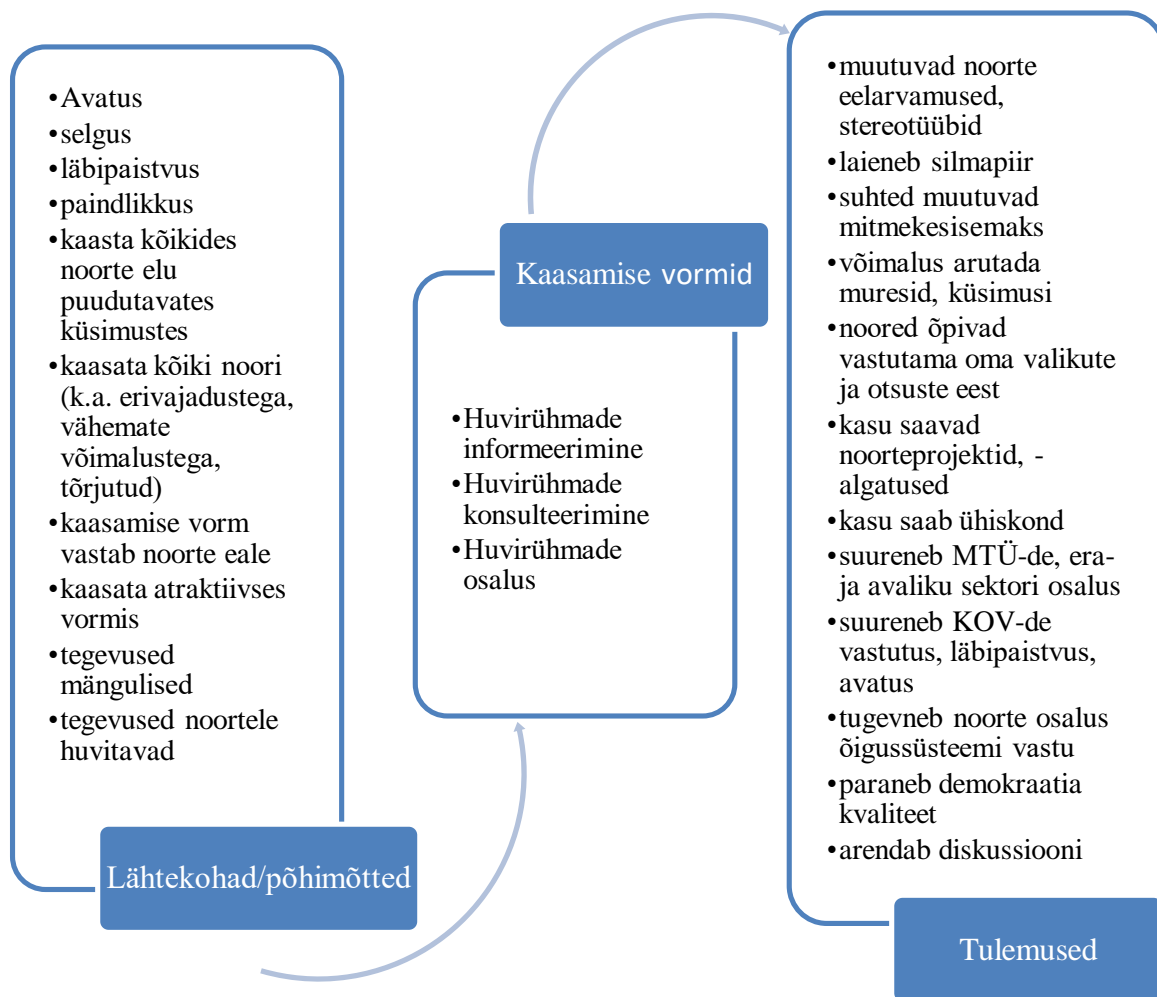 •Avatus
•selgus
•läbipaistvus
•paindlikkus
•kaasta kõikides
noorte elu
puudutavates
küsimustes
•kaasata kõiki noori
(k.a. erivajadustega,
vähemate
võimalustega,
tõrjutud)
•kaasamise vorm
vastab noorte eale
•kaasata atraktiivses
vormis
•tegevused
mängulised
•tegevused noortele
huvitavad
Lähtekohad/põhimõtted
Kaasamise vormid
•Huvirühmade
informeerimine
•Huvirühmade
konsulteerimine
•Huvirühmade
osalus
•muutuvad noorte
eelarvamused,
stereotüübid
•laieneb silmapiir
•suhted muutuvad
mitmekesisemaks
•võimalus arutada
muresid, küsimusi
•noored õpivad
vastutama oma valikute
ja otsuste eest
•kasu saavad
noorteprojektid, -
algatused
•kasu saab ühiskond
•suureneb MTÜ-de, era-
ja avaliku sektori osalus
•suureneb KOV-de
vastutus, läbipaistvus,
avatus
•tugevneb noorte osalus
õigussüsteemi vastu
•paraneb demokraatia
kvaliteet
•arendab diskussiooni
Tulemused